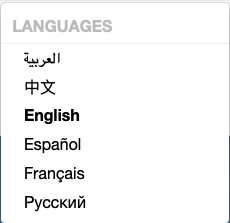 LANGUAGES
العربية
中文
English
Español
Français
Русский